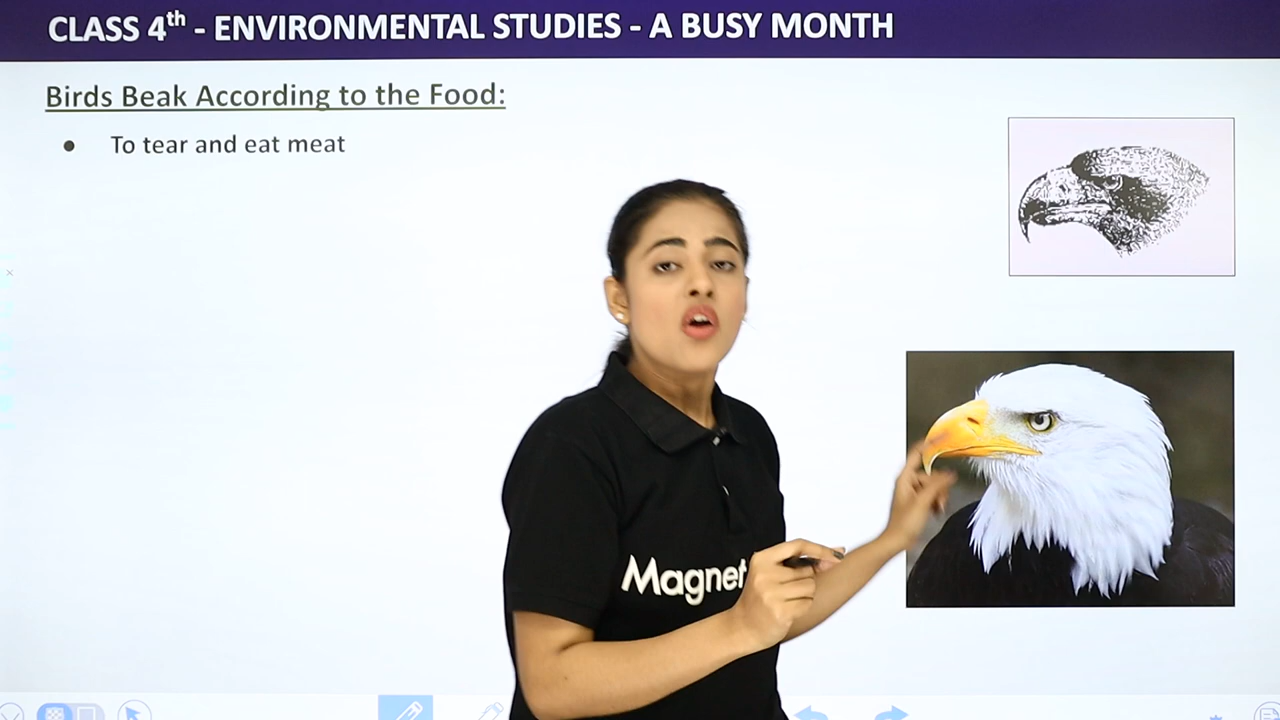 CLASS 4th - ENVIRONMENTAL STUDIES - A BUSY MONTH
Birds Beak According to the Food:
● To tear and eat meat
Magnet